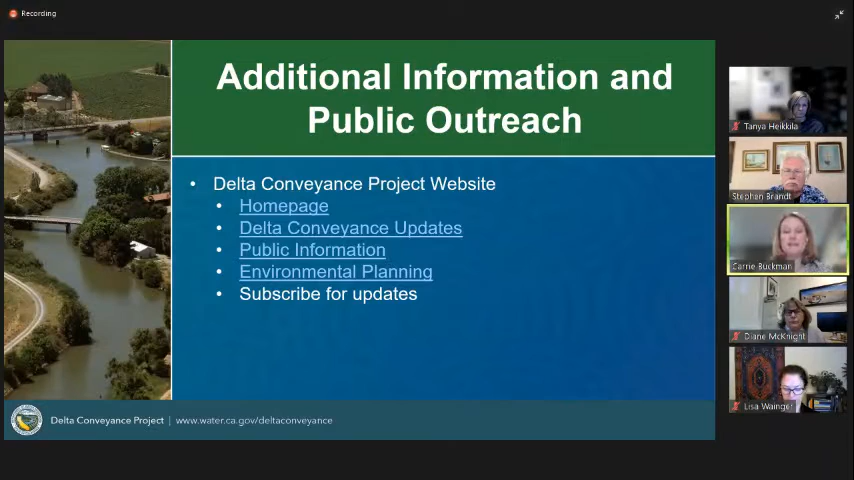 Recording
Additional Information and
Public Outreach
• Delta Conveyance Project Website
• Homepage
• Delta Conveyance Updates
• Public Information
• Environmental Planning
• Subscribe for updates
Delta Conveyance Project | www.water.ca.gov/deltaconveyance
Tanya Heikkila
Stephen Brandt
Carrie Buckman
Diane McKnight
Lisa Wainger